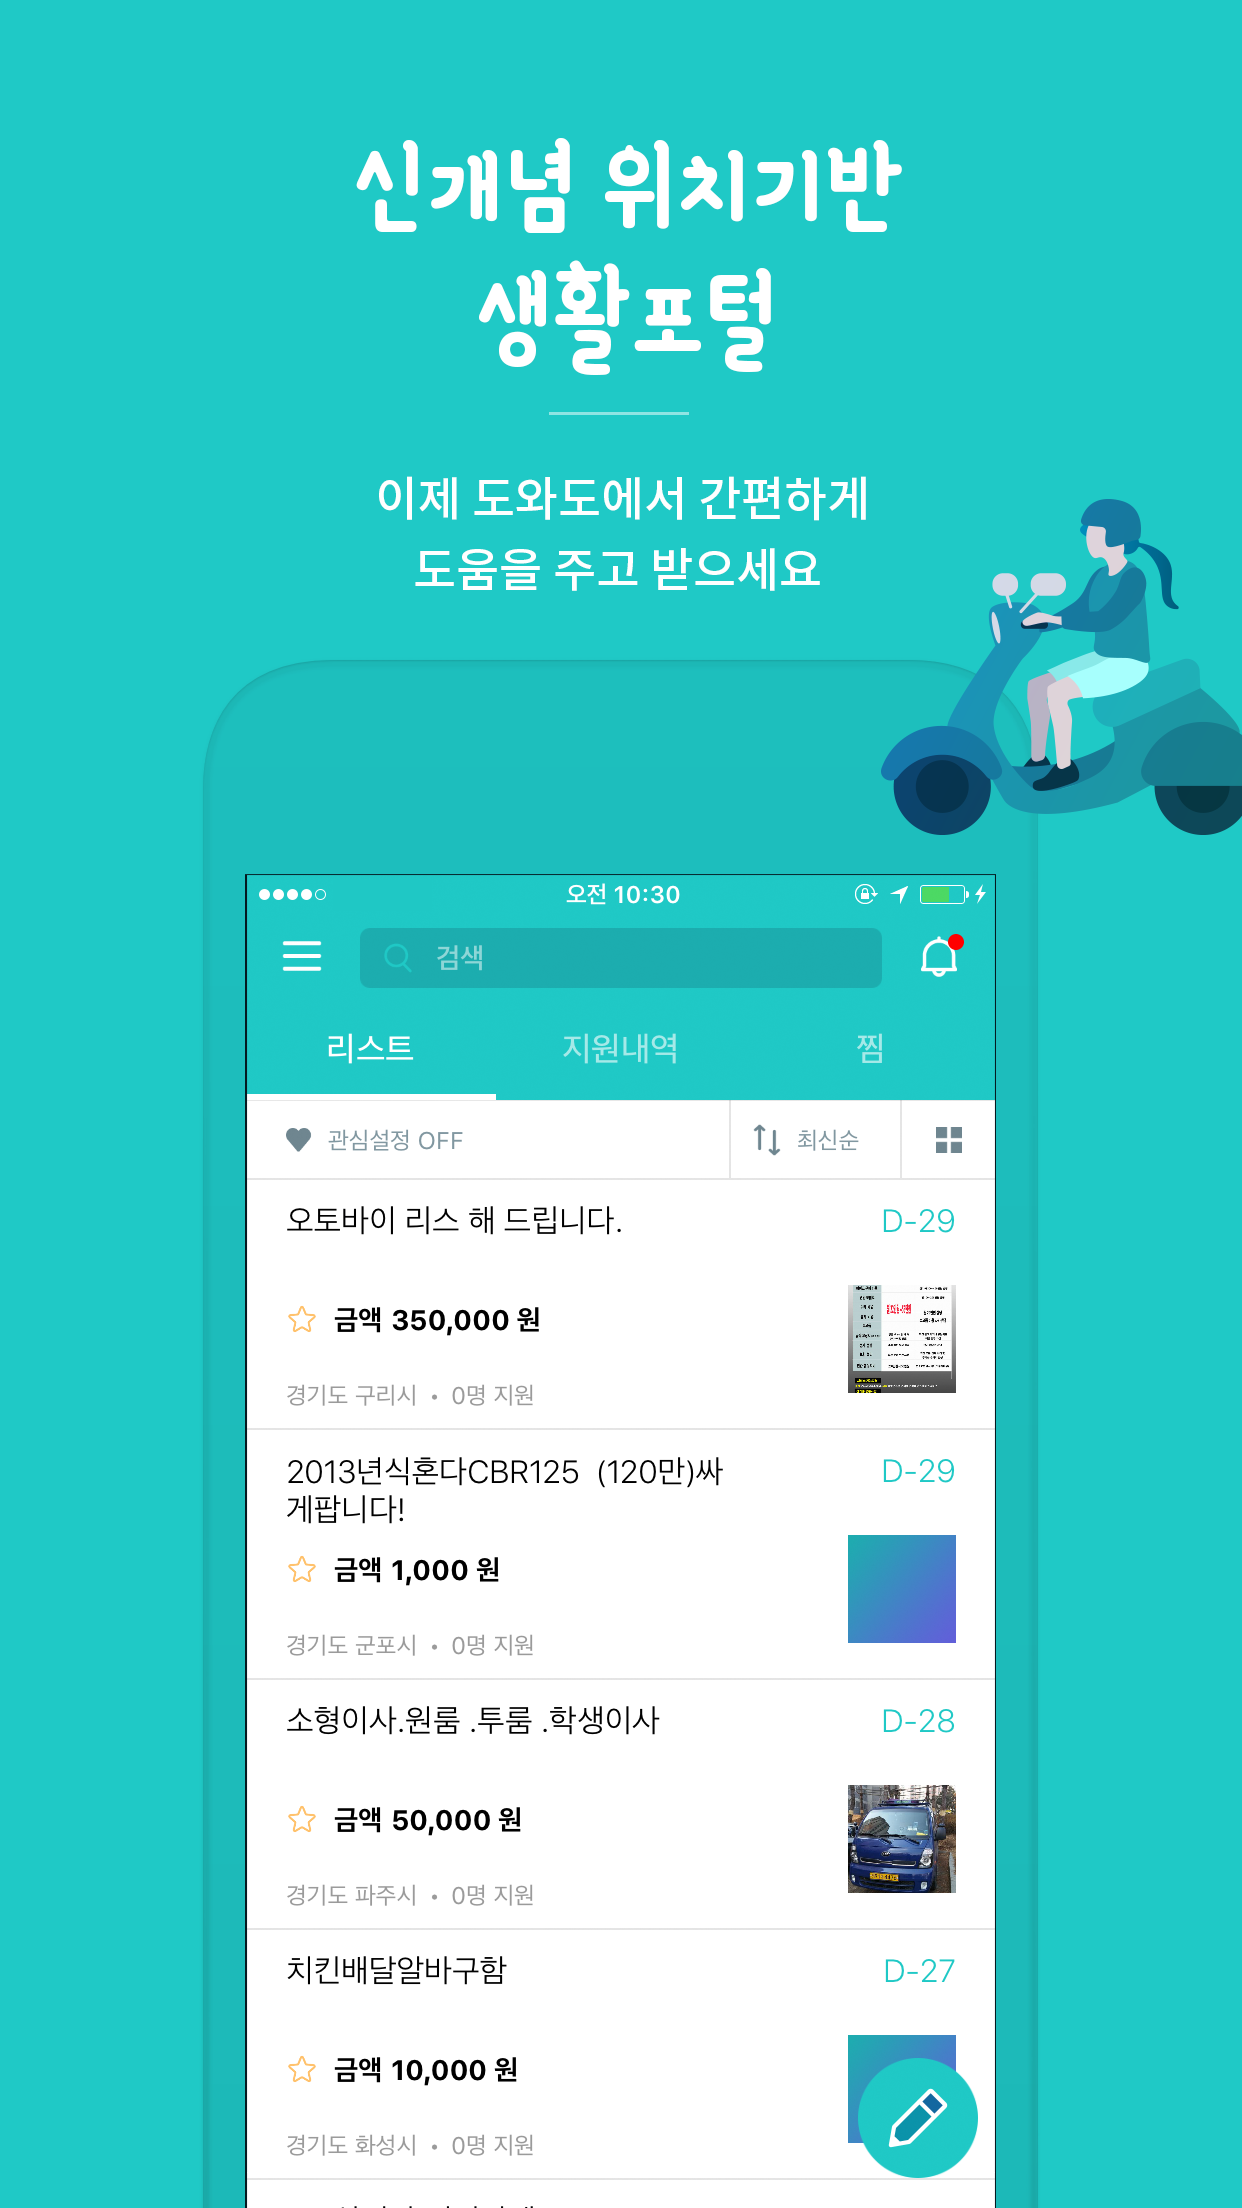 신개념 위치기반
생활포털
이제 도와도에서 간편하게
도움을 주고 받으세요
오전 10:30
검색
리스트 지원내역 찜
관심설정 OFF 최신순
오토바이 리스 해 드립니다. D-29
금액 350,000 원
경기도 구리시 • 0명 지원
2013년식혼다CBR125 (120만)싸 D-29
게팝니다!
금액 1,000 원
경기도 군포시 • 0명 지원
소형이사.원룸 .투룸 .학생이사 D-28
금액 50,000 원
경기도 파주시 • 0명 지원
치킨배달알바구함 D-27
금액 10,000 원
경기도 화성시 • 0명 지원